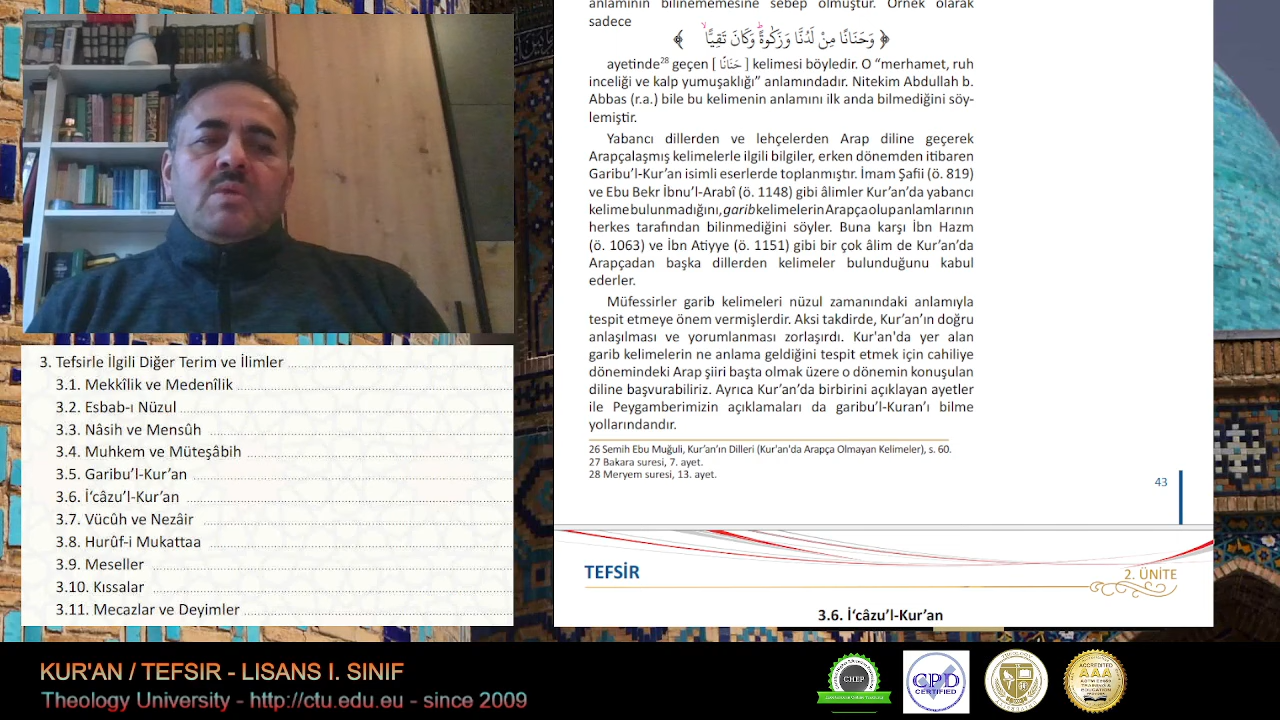 anlamının bilinememesine sebep olmuştur. Örnek olarak
sadece
﴿ وَحَنَانًا مِنْ لَدُنَّا وَزَكٰوةًۜ وَكَانَ تَقِيًّاۙ ﴾
ayetinde28 geçen [ حَنَانًا ] kelimesi böyledir. O “merhamet, ruh
inceliği ve kalp yumuşaklığı” anlamındadır. Nitekim Abdullah b.
Abbas (r.a.) bile bu kelimenin anlamını ilk anda bilmediğini söy-
lemiştir.
Yabancı dillerden ve lehçelerden Arap diline geçerek
Arapçalaşmış kelimelerle ilgili bilgiler, erken dönemden itibaren
Garibu’l-Kur’an isimli eserlerde toplanmıştır. İmam Şafii (ö. 819)
ve Ebu Bekr İbnu’l-Arabî (ö. 1148) gibi âlimler Kur’an’da yabancı
kelime bulunmadığını, garib kelimelerin Arapça olup anlamlarının
herkes tarafından bilinmediğini söyler. Buna karşı İbn Hazm
(ö. 1063) ve İbn Atiyye (ö. 1151) gibi bir çok âlim de Kur’an’da
Arapçadan başka dillerden kelimeler bulunduğunu kabul
ederler.
Müfessirler garib kelimeleri nüzul zamanındaki anlamıyla
tespit etmeye önem vermişlerdir. Aksi takdirde, Kur’an’ın doğru
anlaşılması ve yorumlanması zorlaşırdı. Kur'an'da yer alan
garib kelimelerin ne anlama geldiğini tespit etmek için cahiliye
dönemindeki Arap şiiri başta olmak üzere o dönemin konuşulan
diline başvurabiliriz. Ayrıca Kur’an’da birbirini açıklayan ayetler
ile Peygamberimizin açıklamaları da garibu’l-Kuran’ı bilme
yollarındandır.
26 Semih Ebu Muğuli, Kur’an’ın Dilleri (Kur'an'da Arapça Olmayan Kelimeler), s. 60.
27 Bakara suresi, 7. ayet.
28 Meryem suresi, 13. ayet.
43
TEFSİR
2. ÜNİTE
3.6. İ‘câzu’l-Kur’an
3. Tefsirle İlgili Diğer Terim ve İlimler
3.1. Mekkîlik ve Medenîlik
3.2. Esbab-ı Nüzul
3.3. Nâsih ve Mensûh
3.4. Muhkem ve Müteşâbih
3.5. Garibu’l-Kur’an
3.6. İ‘câzu’l-Kur’an
3.7. Vücûh ve Nezâir
3.8. Hurûf-i Mukattaa
3.9. Meseller
3.10. Kıssalar
3.11. Mecazlar ve Deyimler
KUR'AN / TEFSIR - LISANS I. SINIF
Theology University - http://ctu.edu.eu - since 2009
CHEP
CPD
CERTIFIED
ACCREDITED
AAA